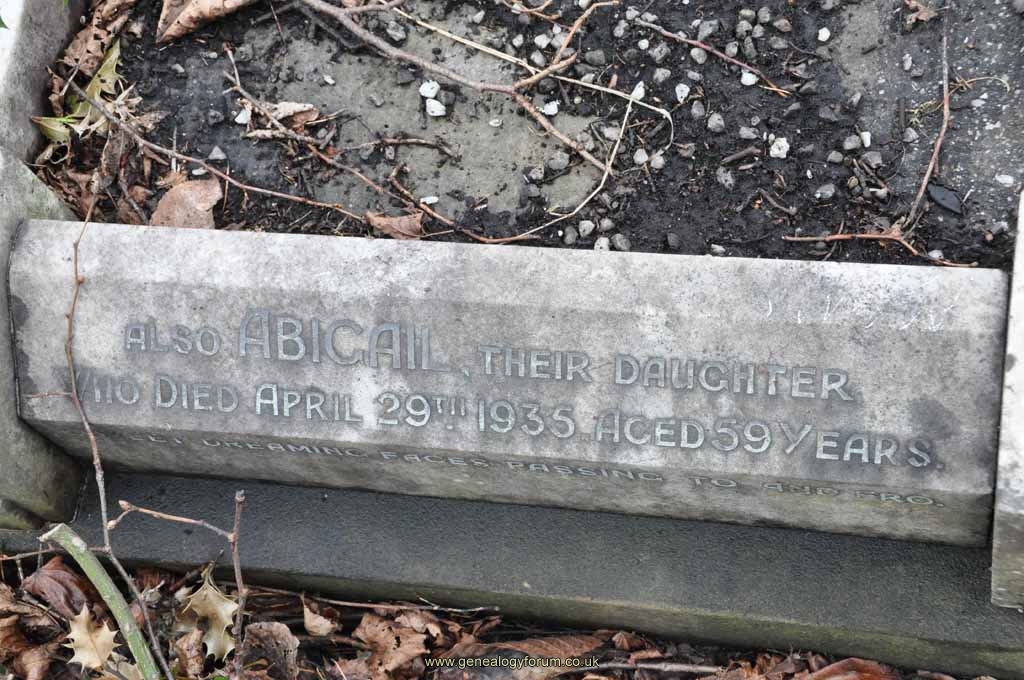 ALSO ABIGAIL, THEIR DAUGHTER
WHO DIED APRIL 29TH 1935. AGED 59 YEARS.
DREAMING FACES PASSING TO AND FRO.
www.genealogyforum.co.uk